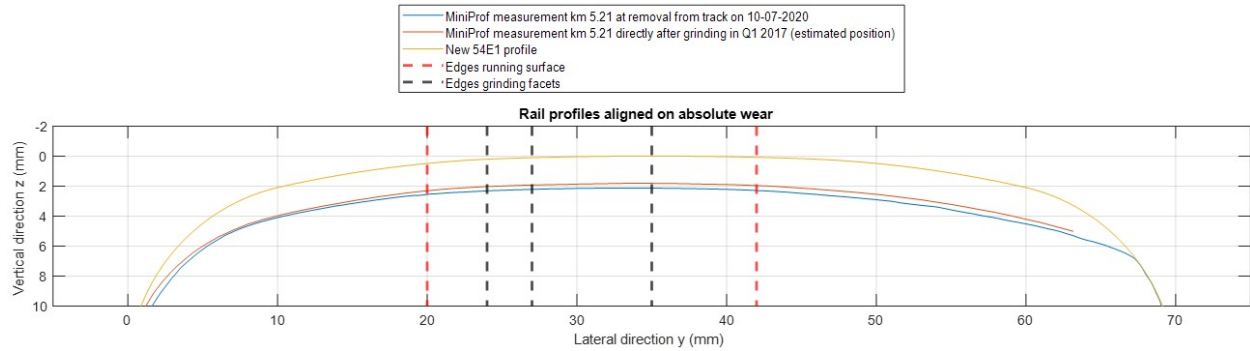 MiniProf measurement km 5.21 at removal from track on 10-07-2020
MiniProf measurement km 5.21 directly after grinding in Q1 2017 (estimated position)
New 54E1 profile
Edges running surface
Edges grinding facets
Rail profiles aligned on absolute wear
Vertical direction z (mm)
-2
0
2
4
6
8
10
0 10 20 30 40 50 60 70
Lateral direction y (mm)